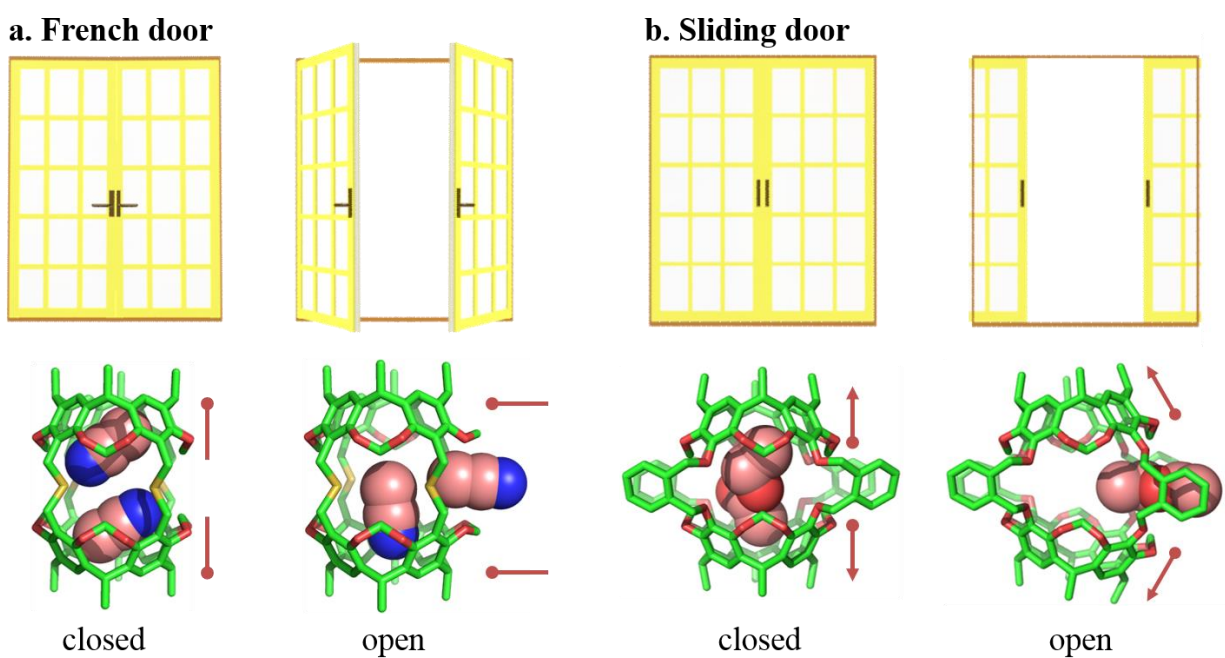 a. French door
b. Sliding door
closed
open
closed
open